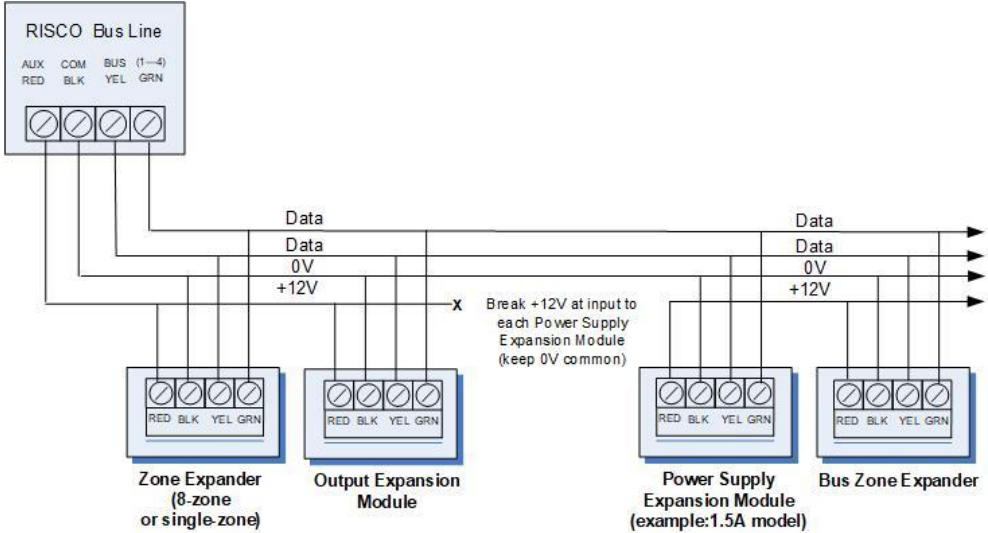 RISCO Bus Line
AUX COM BUS (1—4)
RED BLK YEL GRN
Data
Data
0V
+12V
X
Break +12V at input to
each Power Supply
Expansion Module
(keep 0V common)
Data
Data
0V
+12V
RED BLK YEL GRN
Zone Expander
(8-zone
or single-zone)
RED BLK YEL GRN
Output Expansion
Module
RED BLK YEL GRN
Power Supply
Expansion Module
(example:1.5A model)
RED BLK YEL GRN
Bus Zone Expander